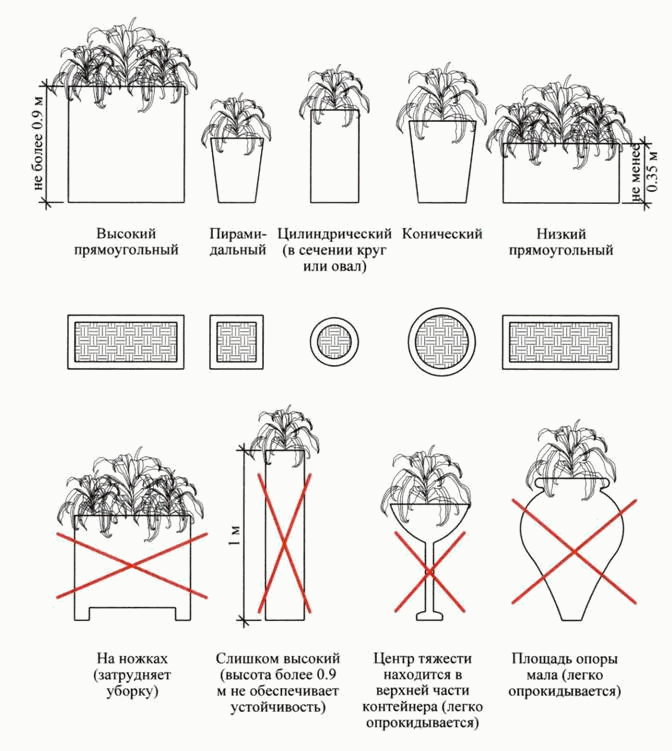 не более 0.9 м
не менее
0.35 м
Высокий
прямоугольный
Пирами-
дальный
Цилиндрический
(в сечении круг
или овал)
Конический
Низкий
прямоугольный
1 м
На ножках
(затрудняет
уборку)
Слишком высокий
(высота более 0.9
м не обеспечивает
устойчивость)
Центр тяжести
находится в
верхней части
контейнера (легко
опрокидывается)
Площадь опоры
мала (легко
опрокидывается)